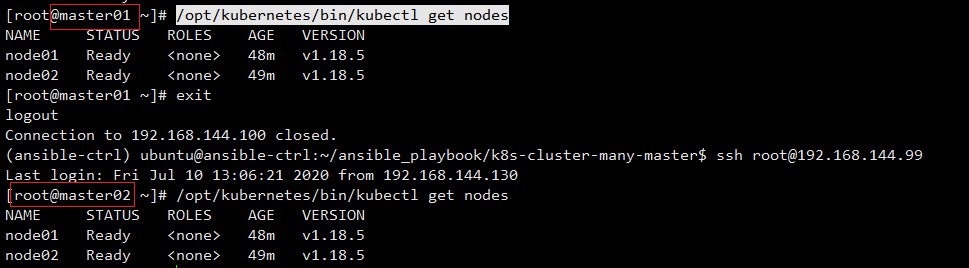 [root@master01 ~]# /opt/kubernetes/bin/kubectl get nodes
NAME     STATUS   ROLES    AGE   VERSION
node01   Ready    <none>   48m   v1.18.5
node02   Ready    <none>   49m   v1.18.5
[root@master01 ~]# exit
logout
Connection to 192.168.144.100 closed.
(ansible-ctrl) ubuntu@ansible-ctrl:~/ansible_playbook/k8s-cluster-many-master$ ssh root@192.168.144.99
Last login: Fri Jul 10 13:06:21 2020 from 192.168.144.130
[root@master02 ~]# /opt/kubernetes/bin/kubectl get nodes
NAME     STATUS   ROLES    AGE   VERSION
node01   Ready    <none>   48m   v1.18.5
node02   Ready    <none>   49m   v1.18.5